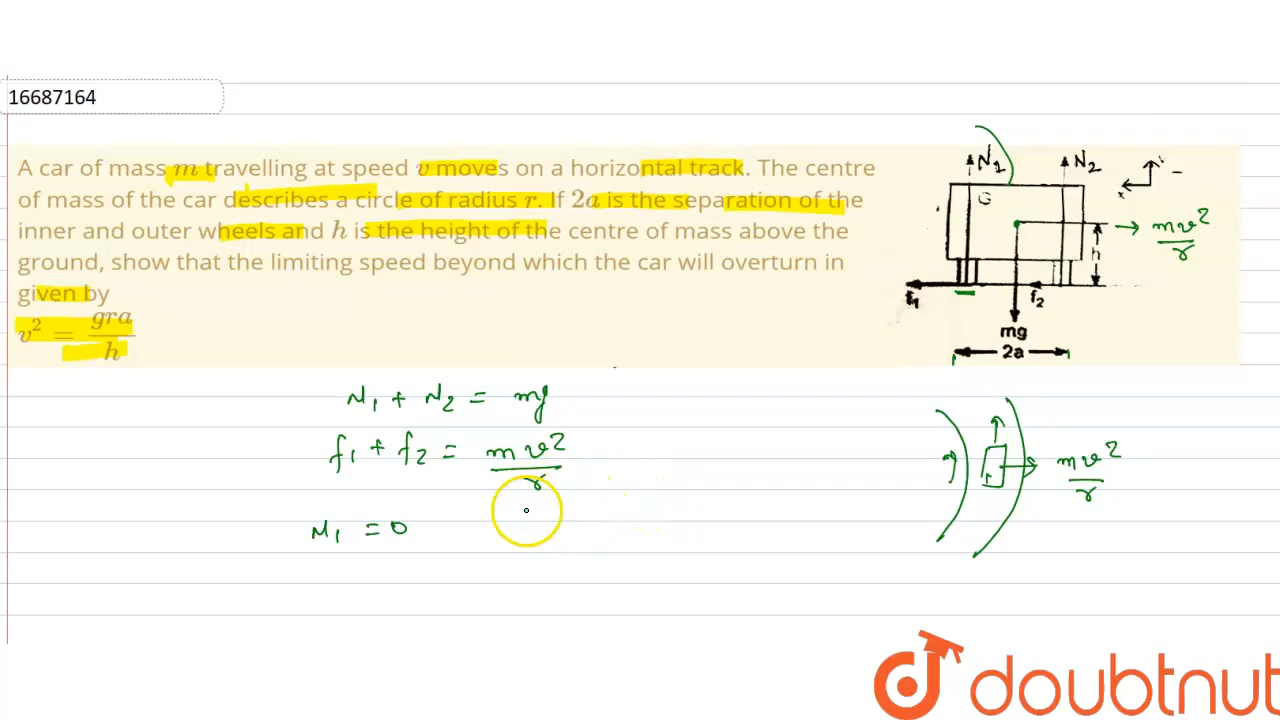 16687164
A car of mass m travelling at speed v moves on a horizontal track. The centre
of mass of the car describes a circle of radius r. If 2a is the separation of the
inner and outer wheels and h is the height of the centre of mass above the
ground, show that the limiting speed beyond which the car will overturn in
given by
v² = gra/h
N₁ N₂
G
h
mv²/r
f₁ f₂
mg
2a
N₁ + N₂ = mg
f₁ + f₂ = mv²/r
N₁ = 0
mv²/r
doubtnut